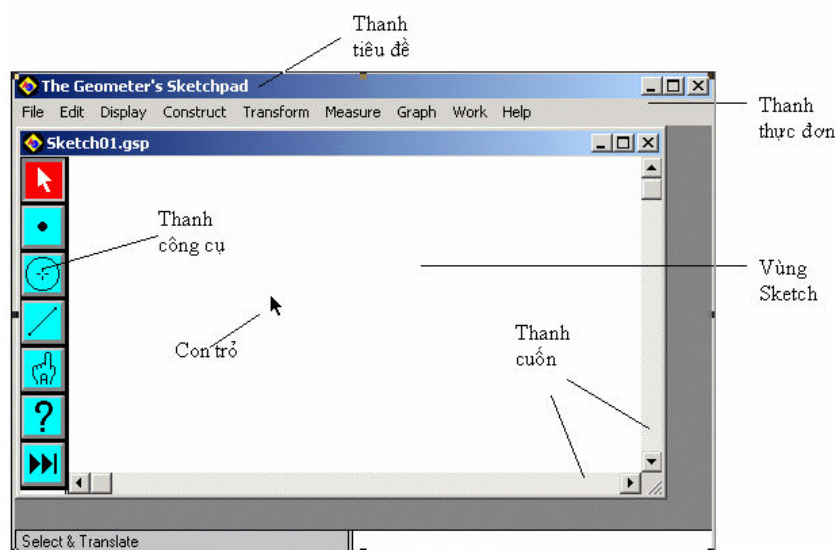 Thanh
tiêu đề
The Geometer's Sketchpad
File Edit Display Construct Transform Measure Graph Work Help
Thanh
thực đơn
Sketch01.gsp
Thanh
công cụ
Vùng
Sketch
Con trỏ
Thanh
cuốn
A
?
Select & Translate